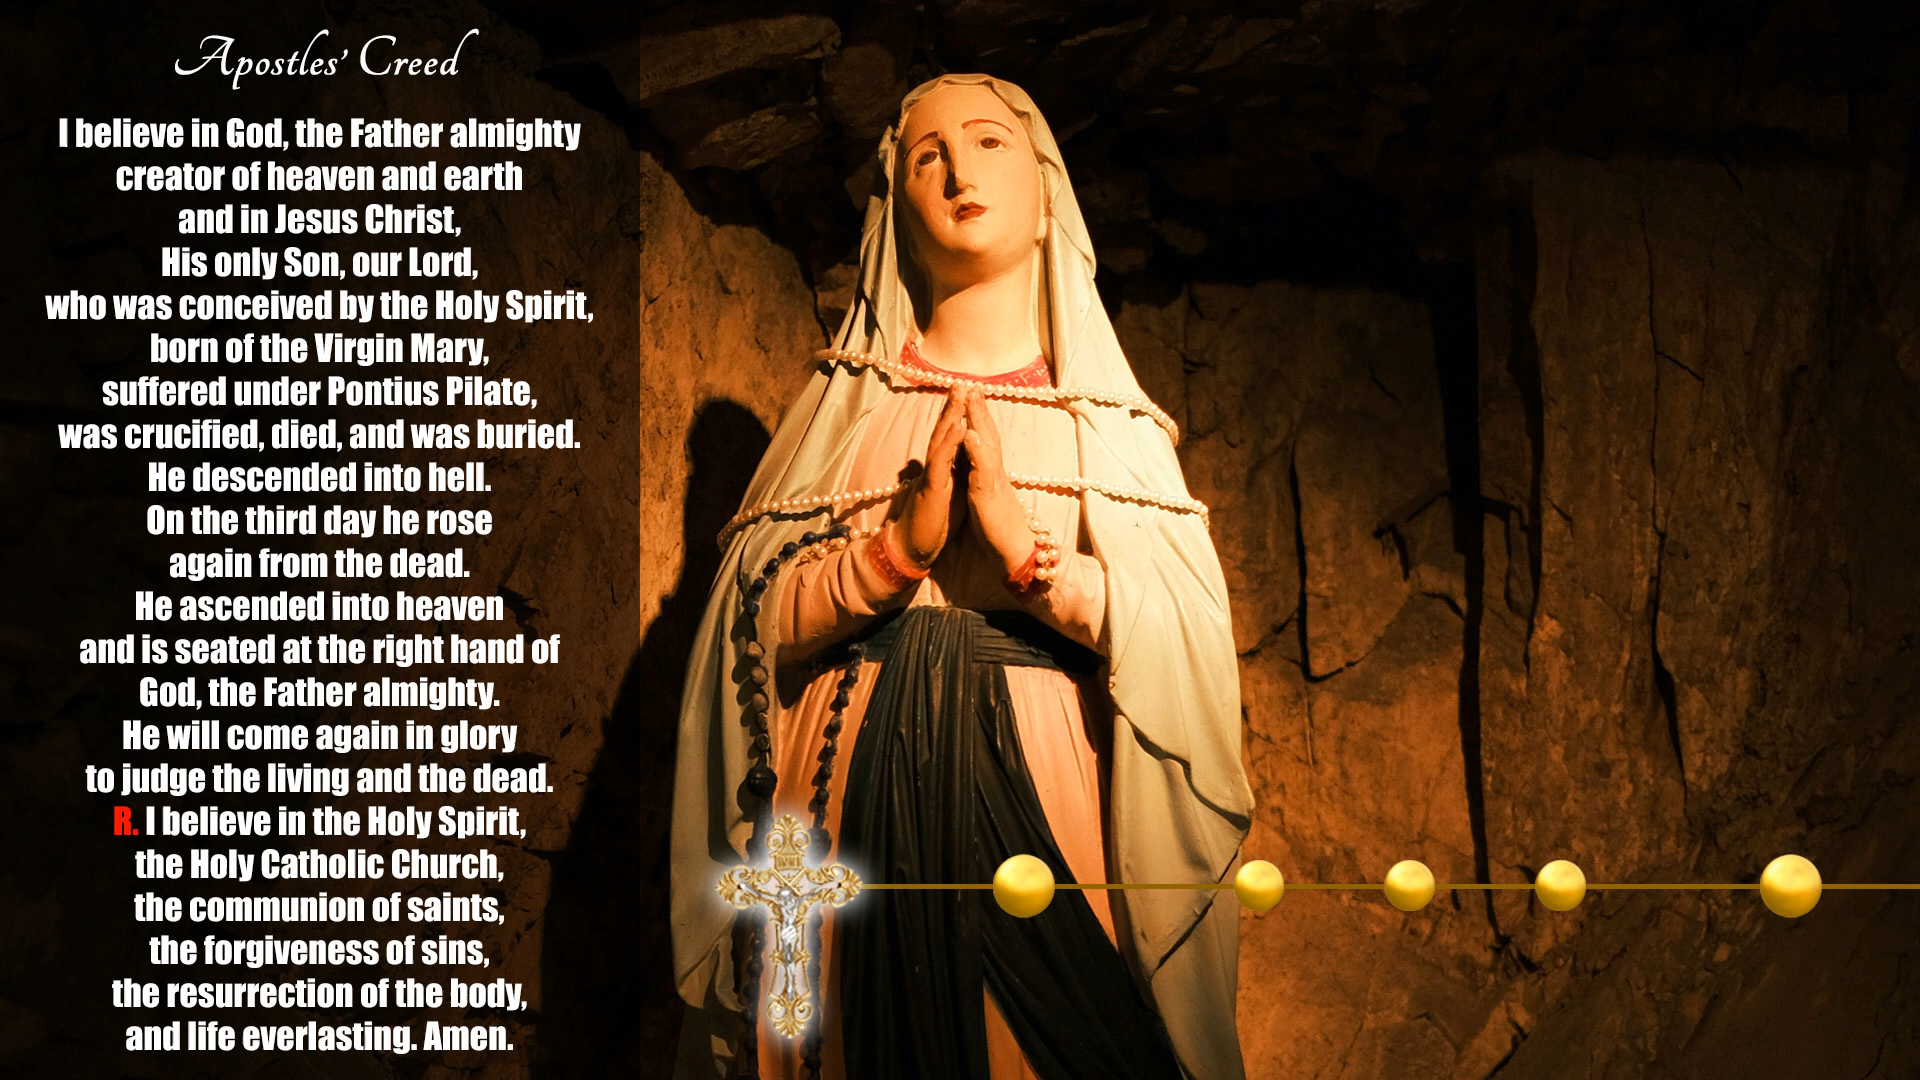 Apostles' Creed
I believe in God, the Father almighty
creator of heaven and earth
and in Jesus Christ,
His only Son, our Lord,
who was conceived by the Holy Spirit,
born of the Virgin Mary,
suffered under Pontius Pilate,
was crucified, died, and was buried.
He descended into hell.
On the third day he rose
again from the dead.
He ascended into heaven
and is seated at the right hand of
God, the Father almighty.
He will come again in glory
to judge the living and the dead.
R. I believe in the Holy Spirit,
the Holy Catholic Church,
the communion of saints,
the forgiveness of sins,
the resurrection of the body,
and life everlasting. Amen.
INRI